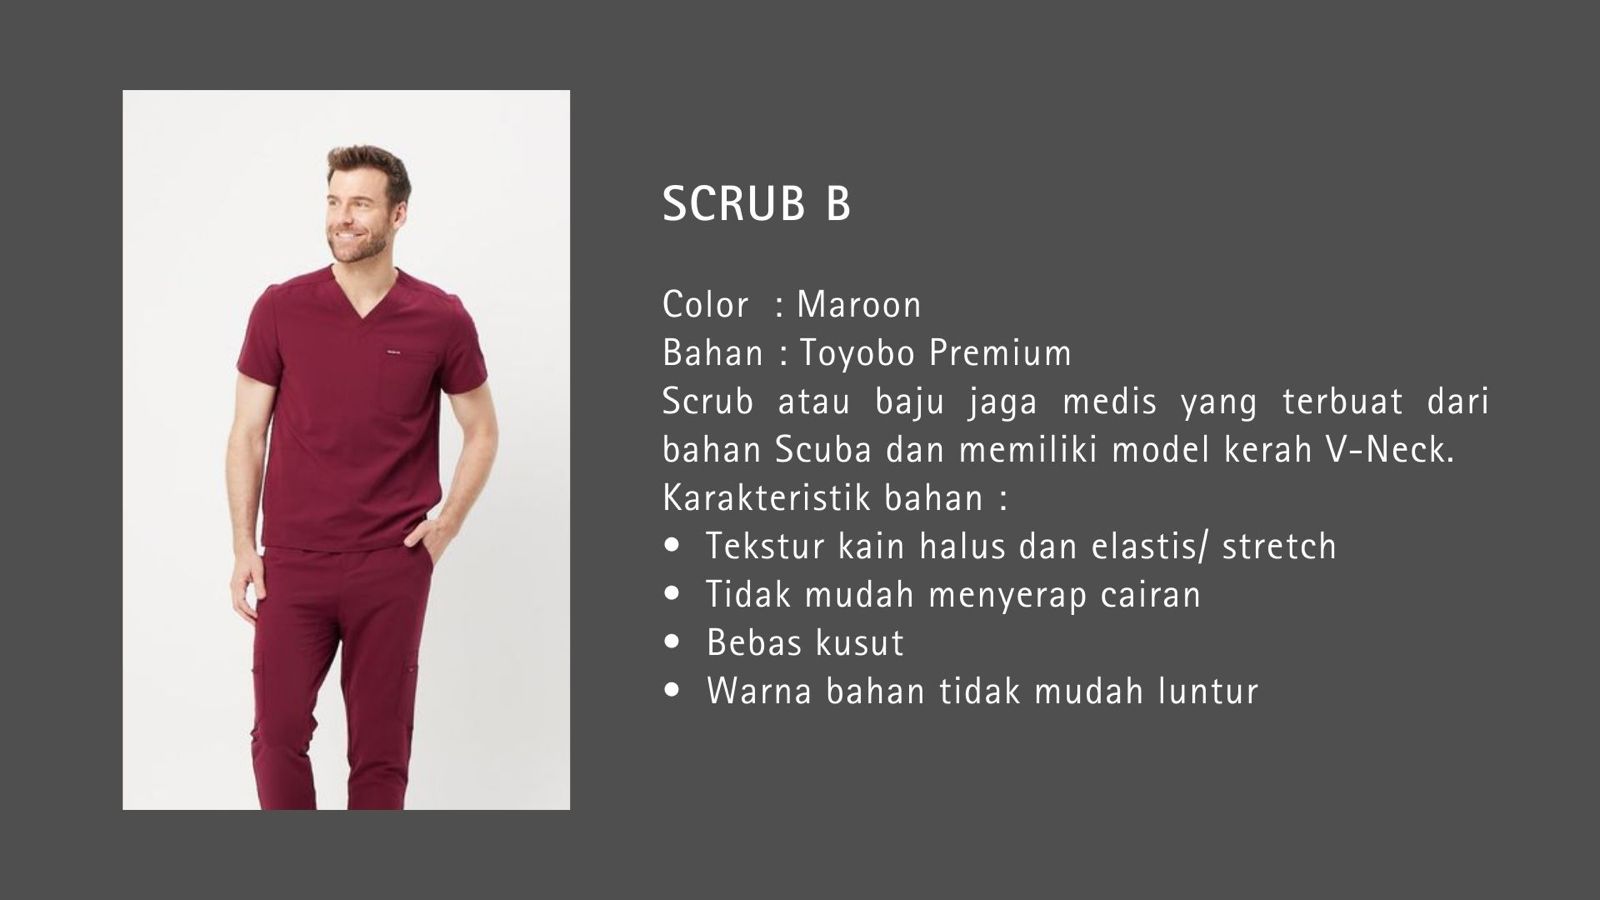 SCRUB B
Color : Maroon
Bahan : Toyobo Premium
Scrub atau baju jaga medis yang terbuat dari
bahan Scuba dan memiliki model kerah V-Neck.
Karakteristik bahan :
• Tekstur kain halus dan elastis/ stretch
• Tidak mudah menyerap cairan
• Bebas kusut
• Warna bahan tidak mudah luntur